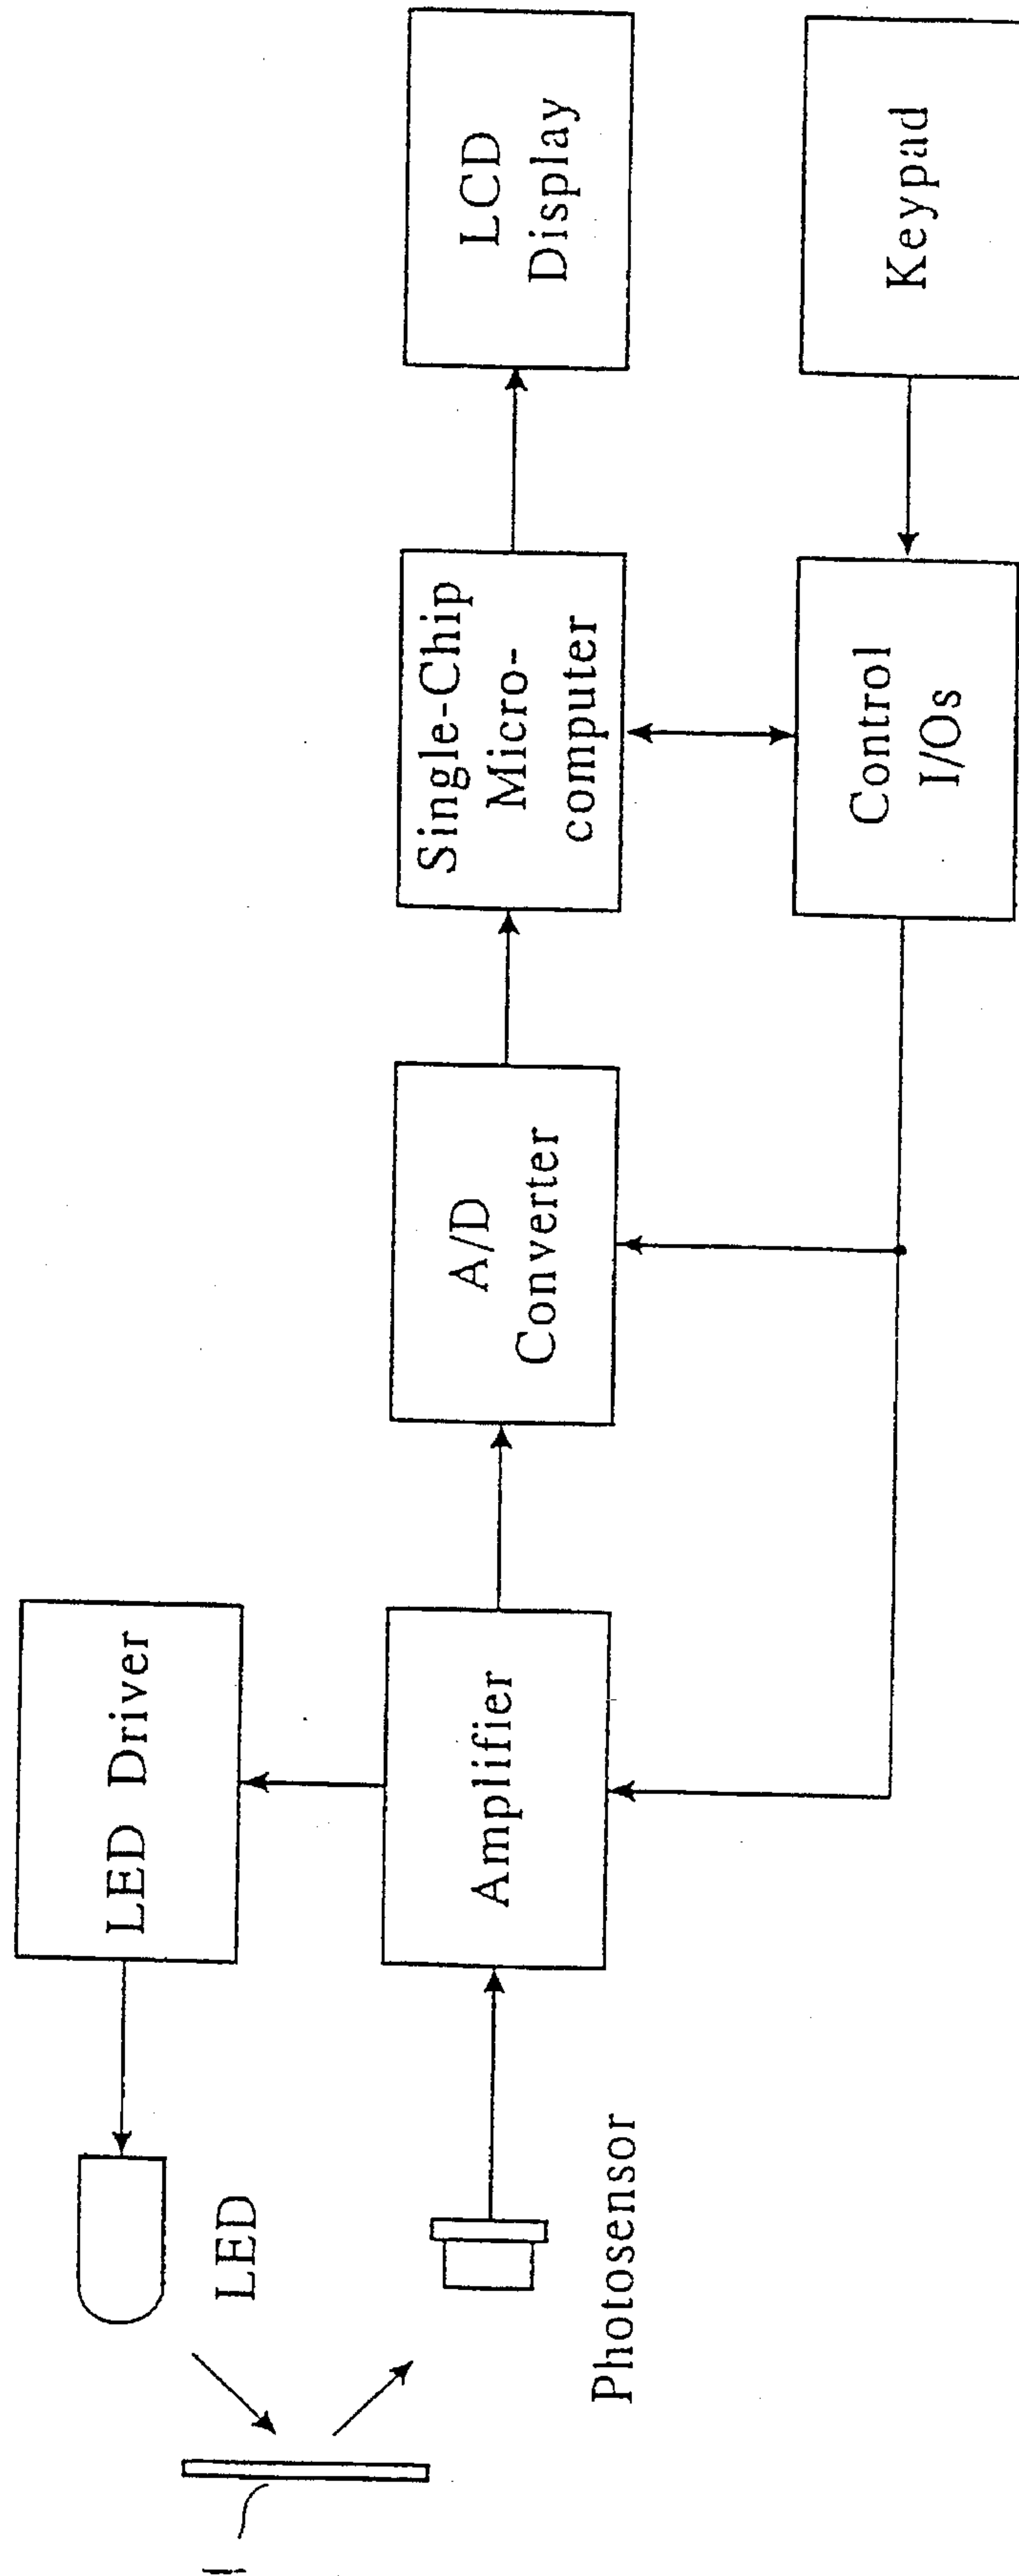 LED Driver
LED
LCD
Display
Single-Chip
Micro-
computer
A/D
Converter
Amplifier
Photosensor
Keypad
Control
I/Os